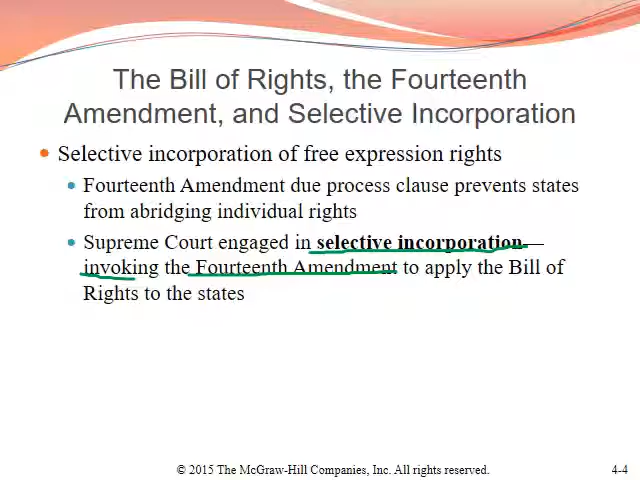 The Bill of Rights, the Fourteenth
Amendment, and Selective Incorporation
• Selective incorporation of free expression rights
• Fourteenth Amendment due process clause prevents states
from abridging individual rights
• Supreme Court engaged in selective incorporation—
invoking the Fourteenth Amendment to apply the Bill of
Rights to the states
© 2015 The McGraw-Hill Companies, Inc. All rights reserved.
4-4